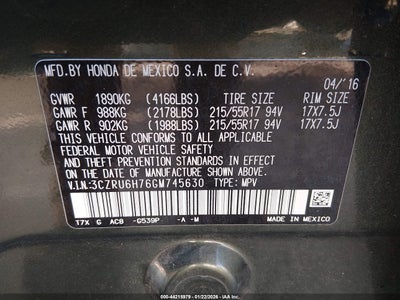 MFD.BY HONDA DE MEXICO S.A. DE C.V.
04/'16
GVWR 1890KG (4166LBS) TIRE SIZE RIM SIZE
GAWR F 988KG (2178LBS) 215/55R17 94V 17X7.5J
GAWR R 902KG (1988LBS) 215/55R17 94V 17X7.5J
THIS VEHICLE CONFORMS TO ALL APPLICABLE
FEDERAL MOTOR VEHICLE SAFETY AND THEFT
PREVENTION STANDARDS IN EFFECT ON THE DATE
OF MANUFACTURE SHOWN ABOVE.
V.I.N:3CZRU6H76GM745630 TYPE: MPV
T7X G AC8 -G539P -A -M
MADE IN MEXICO
000-44215979 - 01/22/2026 - IAA